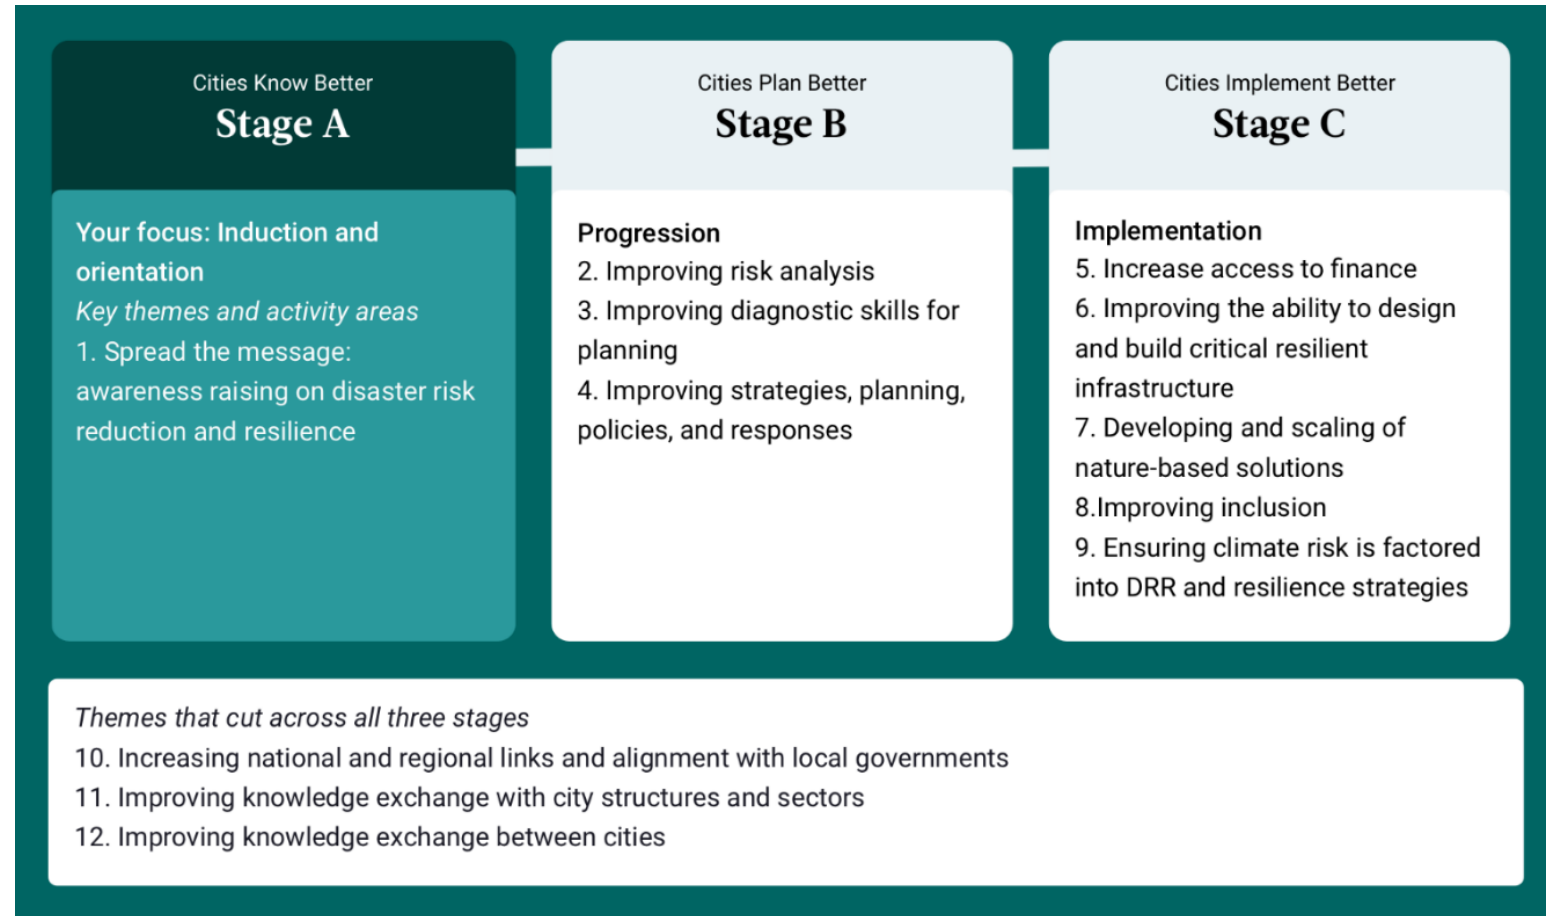 Cities Know Better
Stage A
Your focus: Induction and
orientation
Key themes and activity areas
1. Spread the message:
awareness raising on disaster risk
reduction and resilience
Cities Plan Better
Stage B
Progression
2. Improving risk analysis
3. Improving diagnostic skills for
planning
4. Improving strategies, planning,
policies, and responses
Cities Implement Better
Stage C
Implementation
5. Increase access to finance
6. Improving the ability to design
and build critical resilient
infrastructure
7. Developing and scaling of
nature-based solutions
8.Improving inclusion
9. Ensuring climate risk is factored
into DRR and resilience strategies
Themes that cut across all three stages
10. Increasing national and regional links and alignment with local governments
11. Improving knowledge exchange with city structures and sectors
12. Improving knowledge exchange between cities